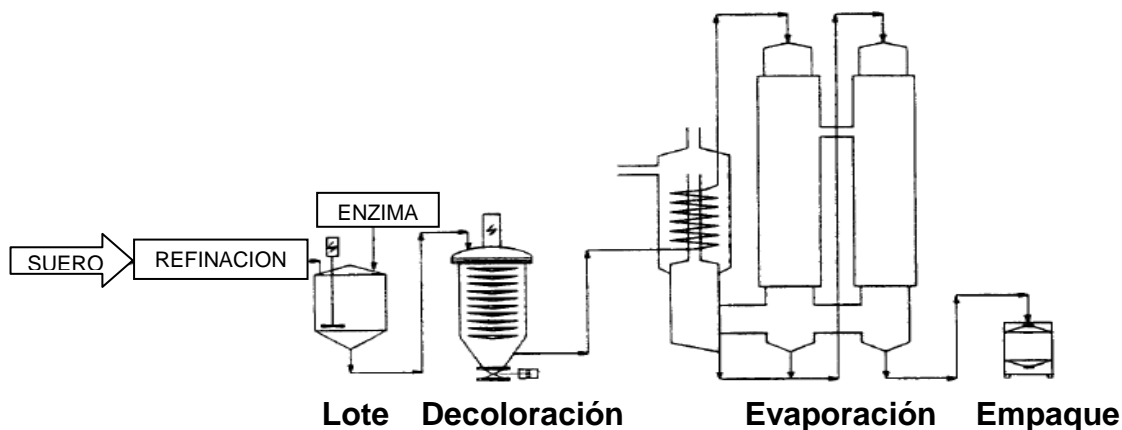 ENZIMA
SUERO
REFINACION
Lote
Decoloración
Evaporación
Empaque